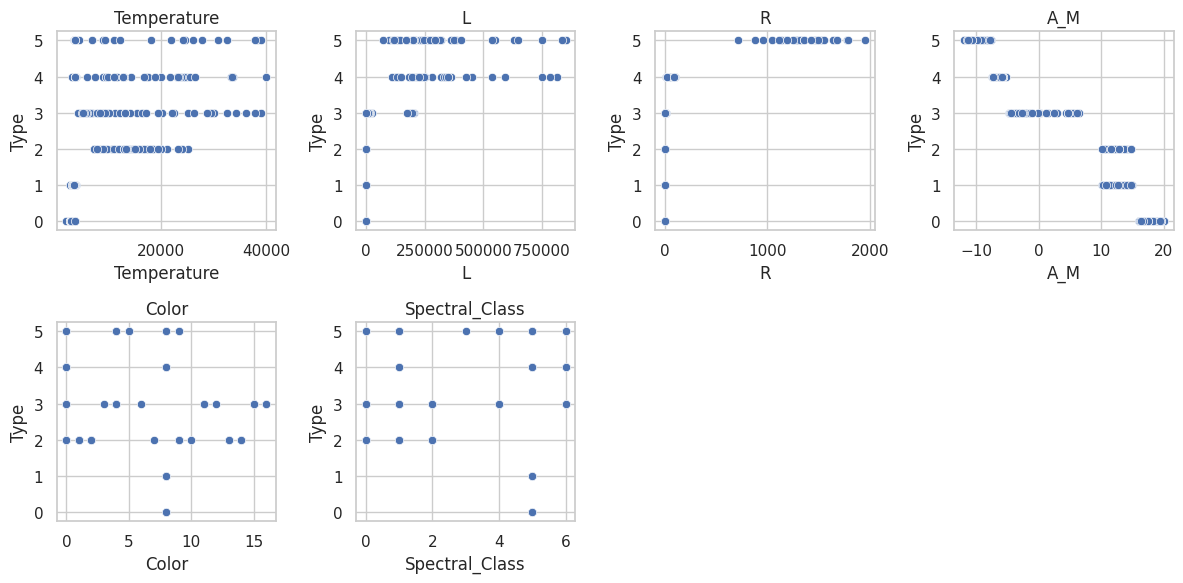 Temperature
L
R
A_M
Type
5
4
3
2
1
0
Type
5
4
3
2
1
0
Type
5
4
3
2
1
0
Type
5
4
3
2
1
0
20000 40000
0 250000 500000 750000
0 1000 2000
−10 0 10 20
Temperature
L
R
A_M
Color
Spectral_Class
Type
5
4
3
2
1
0
Type
5
4
3
2
1
0
0 5 10 15
0 2 4 6
Color
Spectral_Class